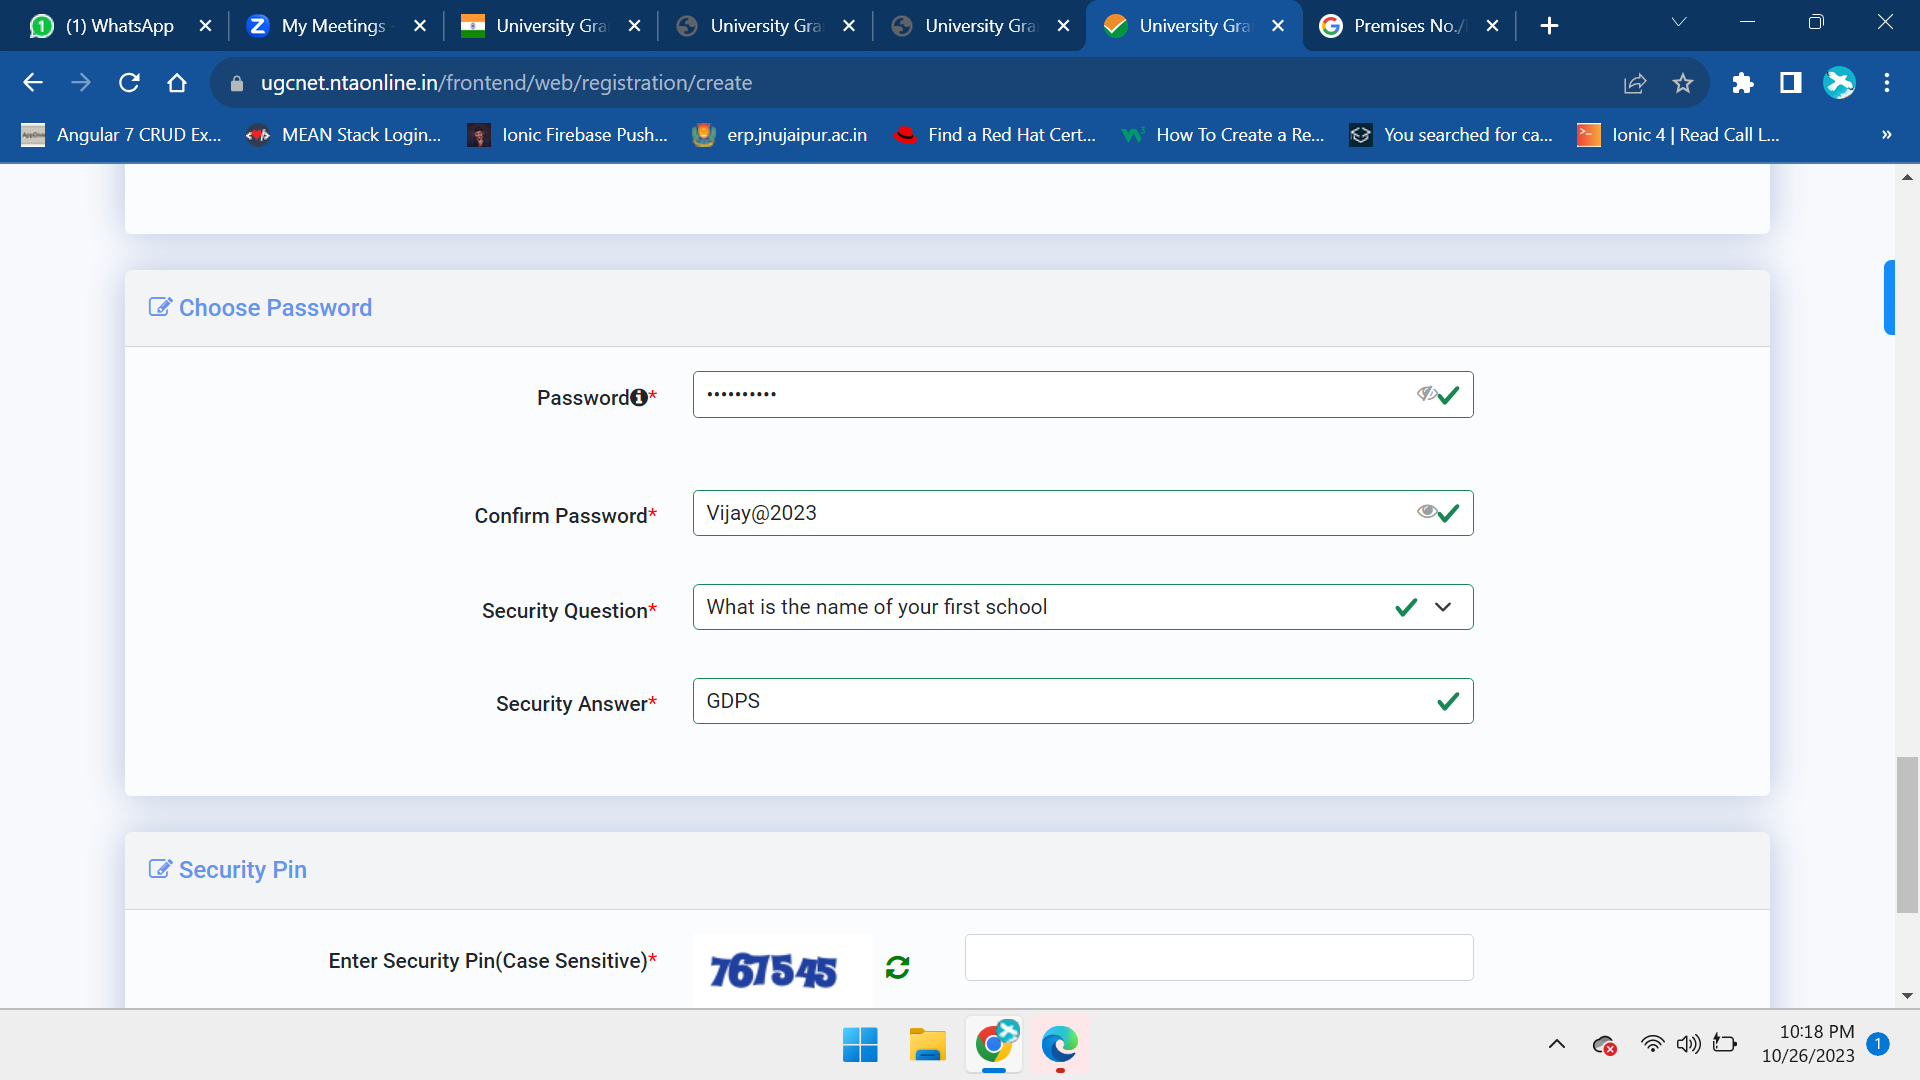 (1) WhatsApp
My Meetings
University Gra
University Gra
University Gra
University Gra
Premises No./
ugcnet.ntaonline.in/frontend/web/registration/create
Angular 7 CRUD Ex...
MEAN Stack Login...
Ionic Firebase Push...
erp.jnujaipur.ac.in
Find a Red Hat Cert...
How To Create a Re...
You searched for ca...
Ionic 4 | Read Call L...
»
Choose Password
Password*
••••••••••
Confirm Password*
Vijay@2023
Security Question*
What is the name of your first school
Security Answer*
GDPS
Security Pin
Enter Security Pin(Case Sensitive)*
767545
10:18 PM
10/26/2023
1